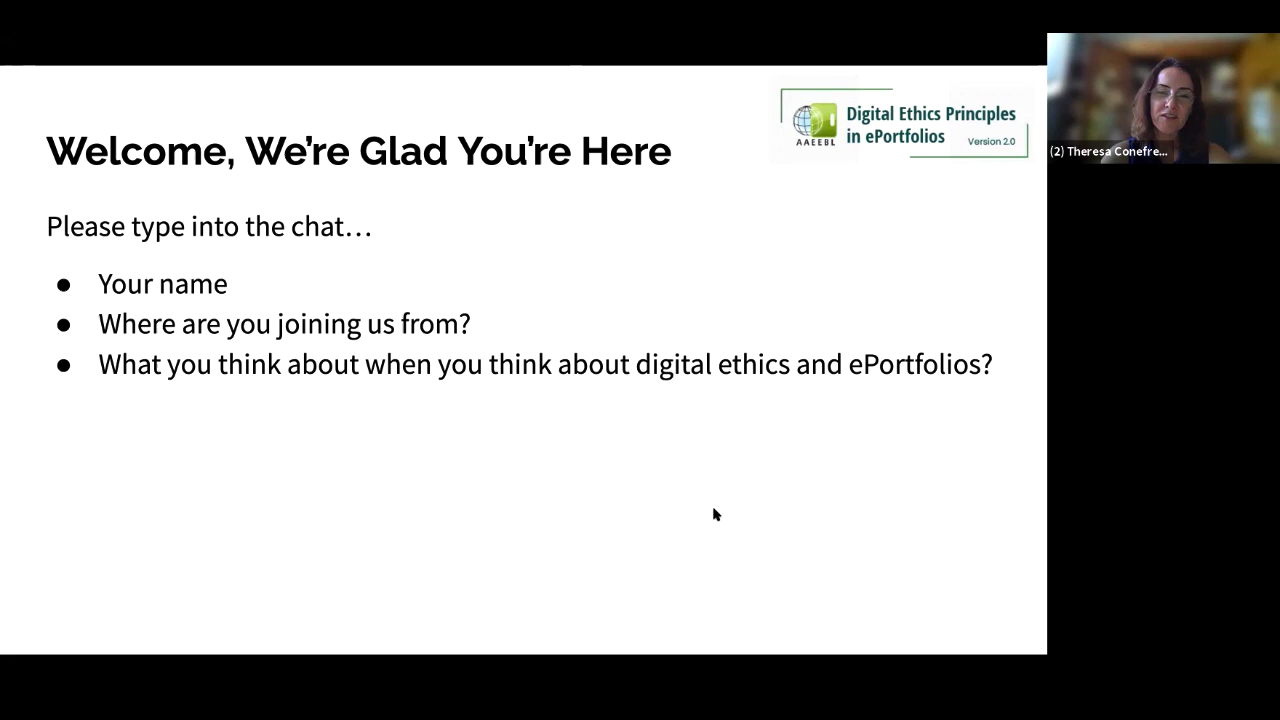 Welcome, We're Glad You're Here
Please type into the chat…
● Your name
● Where are you joining us from?
● What you think about when you think about digital ethics and ePortfolios?
AAEEBL
Digital Ethics Principles
in ePortfolios
Version 2.0
(2) Theresa Conefre...